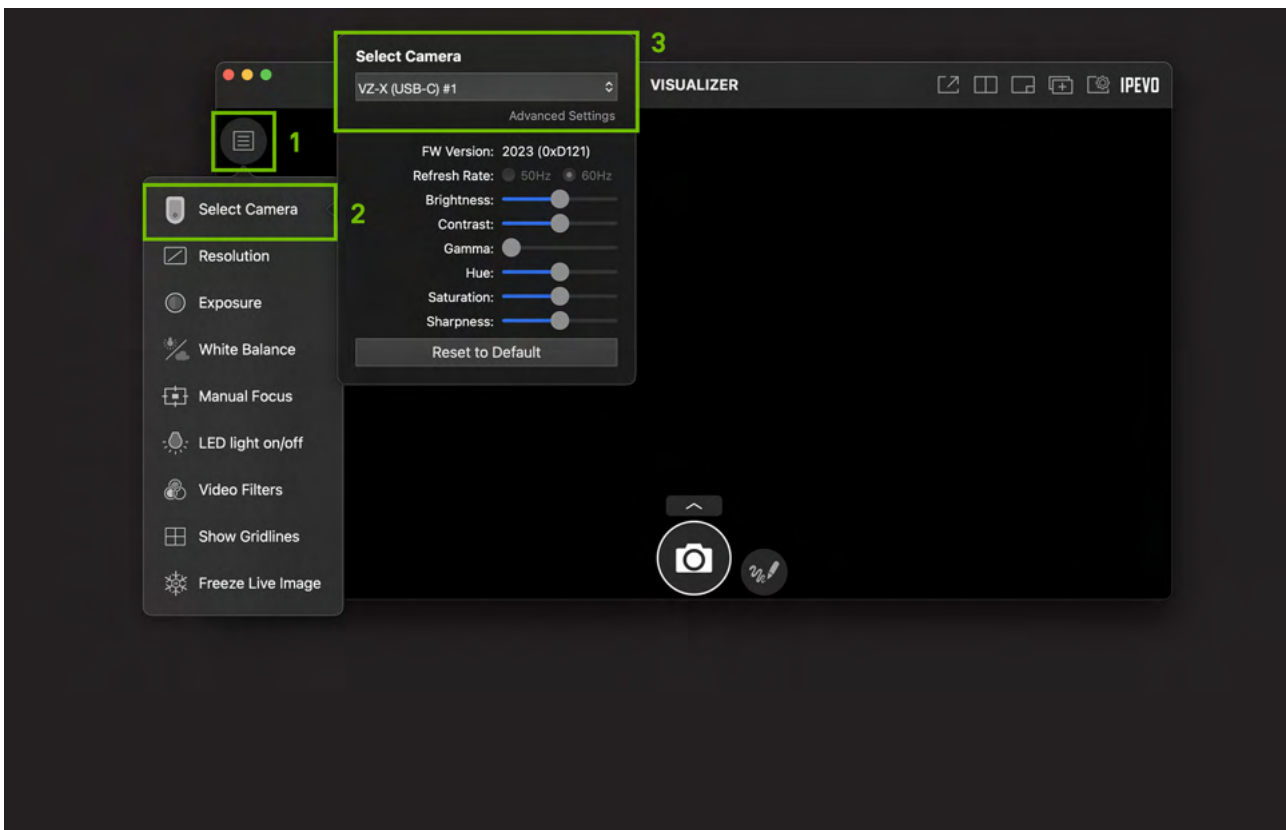 3
Select Camera
VZ-X (USB-C) #1
Advanced Settings
VISUALIZER
IPEVO
1
FW Version: 2023 (0xD121)
Refresh Rate: 50Hz 60Hz
Brightness:
Contrast:
Gamma:
Hue:
Saturation:
Sharpness:
Reset to Default
2
Select Camera
Resolution
Exposure
White Balance
Manual Focus
LED light on/off
Video Filters
Show Gridlines
Freeze Live Image